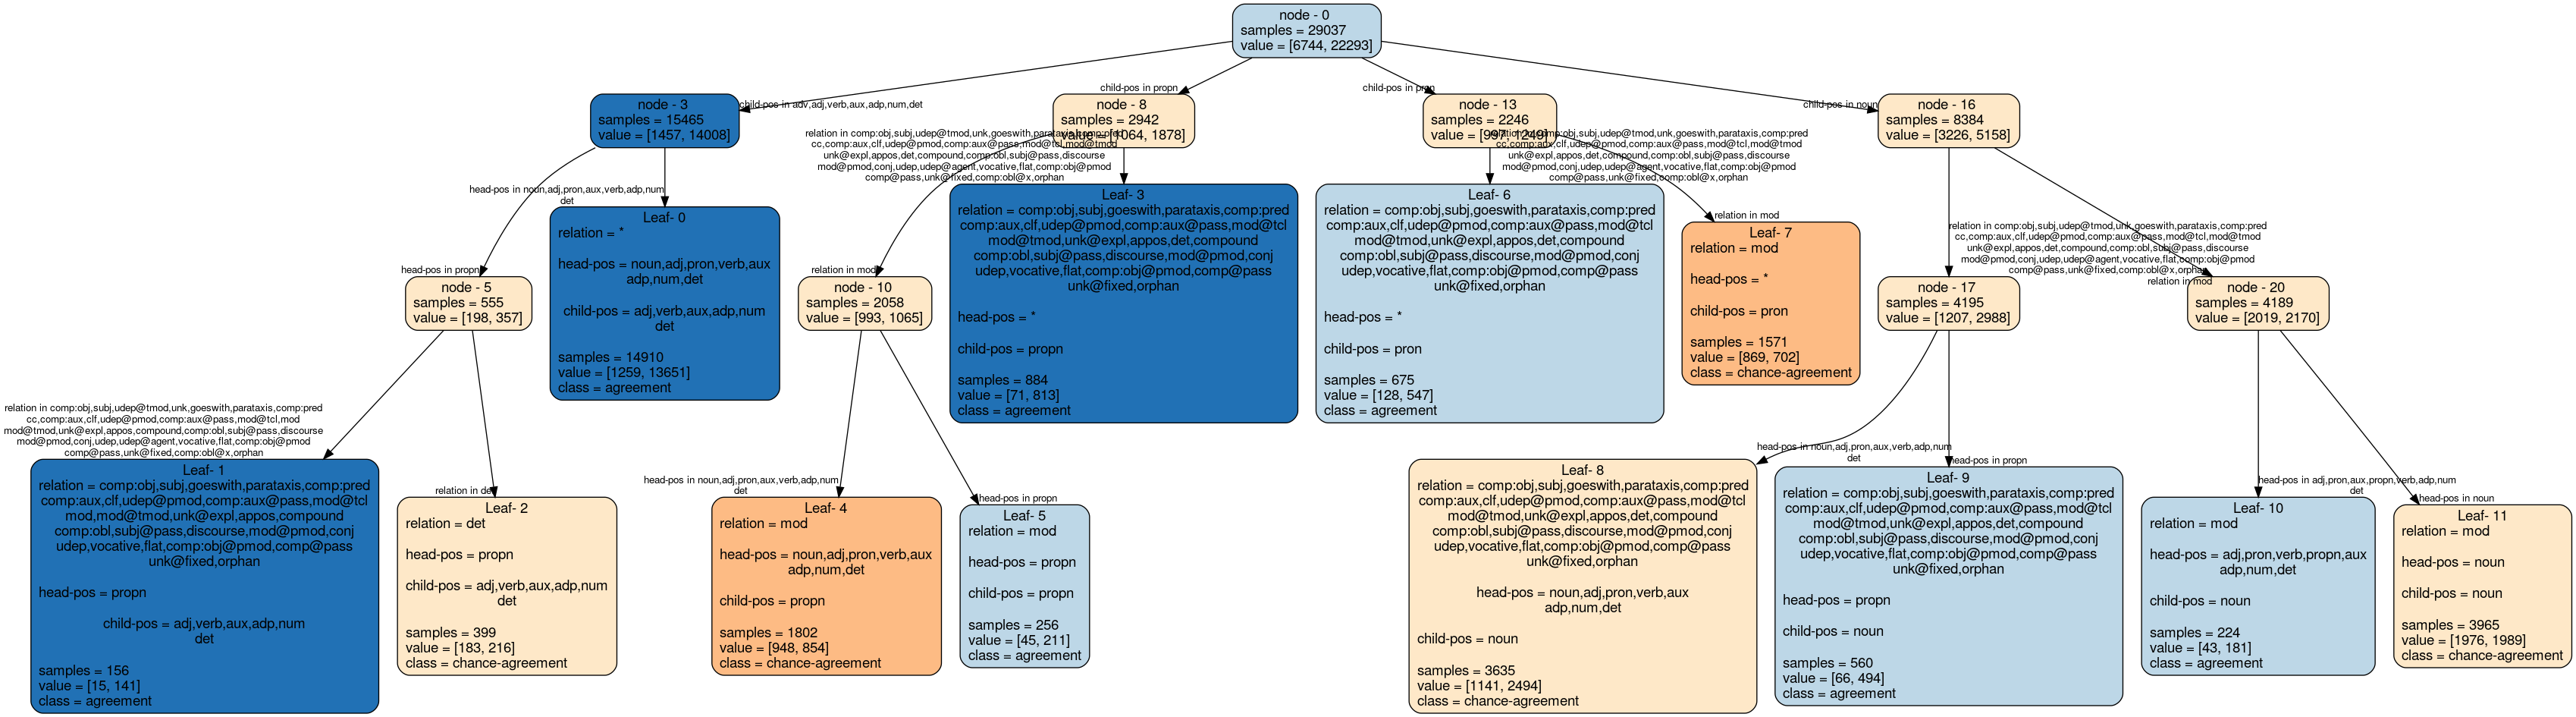 node - 0
samples = 29037
value = [6744, 22293]
child-pos in adv,adj,verb,aux,adp,num,det
child-pos in propn
child-pos in pron
child-pos in noun
node - 3
samples = 15465
value = [1457, 14008]
node - 8
samples = 2942
value = [1064, 1878]
node - 13
samples = 2246
value = [997, 1249]
node - 16
samples = 8384
value = [3226, 5158]
head-pos in noun,adj,pron,aux,verb,adp,num
det
head-pos in propn
relation in comp:obj,subj,udep@tmod,unk,goeswith,parataxis,comp:pred
cc,comp:aux,clf,udep@pmod,comp:aux@pass,mod@tcl,mod@tmod
unk@expl,appos,det,compound,comp:obl,subj@pass,discourse
mod@pmod,conj,udep,udep@agent,vocative,flat,comp:obj@pmod
comp@pass,unk@fixed,comp:obl@x,orphan
relation in mod
relation in comp:obj,subj,udep@tmod,unk,goeswith,parataxis,comp:pred
cc,comp:aux,clf,udep@pmod,comp:aux@pass,mod@tcl,mod@tmod
unk@expl,appos,det,compound,comp:obl,subj@pass,discourse
mod@pmod,conj,udep,udep@agent,vocative,flat,comp:obj@pmod
comp@pass,unk@fixed,comp:obl@x,orphan
relation in mod
relation in comp:obj,subj,udep@tmod,unk,goeswith,parataxis,comp:pred
cc,comp:aux,clf,udep@pmod,comp:aux@pass,mod@tcl,mod@tmod
unk@expl,appos,det,compound,comp:obl,subj@pass,discourse
mod@pmod,conj,udep,udep@agent,vocative,flat,comp:obj@pmod
comp@pass,unk@fixed,comp:obl@x,orphan
relation in mod
node - 5
samples = 555
value = [198, 357]
Leaf- 0
relation = *
head-pos = noun,adj,pron,verb,aux
adp,num,det
child-pos = adj,verb,aux,adp,num
det
samples = 14910
value = [1259, 13651]
class = agreement
node - 10
samples = 2058
value = [993, 1065]
Leaf- 3
relation = comp:obj,subj,goeswith,parataxis,comp:pred
comp:aux,clf,udep@pmod,comp:aux@pass,mod@tcl
mod@tmod,unk@expl,appos,det,compound
comp:obl,subj@pass,discourse,mod@pmod,conj
udep,vocative,flat,comp:obj@pmod,comp@pass
unk@fixed,orphan
head-pos = *
child-pos = propn
samples = 884
value = [71, 813]
class = agreement
Leaf- 6
relation = comp:obj,subj,goeswith,parataxis,comp:pred
comp:aux,clf,udep@pmod,comp:aux@pass,mod@tcl
mod@tmod,unk@expl,appos,det,compound
comp:obl,subj@pass,discourse,mod@pmod,conj
udep,vocative,flat,comp:obj@pmod,comp@pass
unk@fixed,orphan
head-pos = *
child-pos = pron
samples = 675
value = [128, 547]
class = agreement
Leaf- 7
relation = mod
head-pos = *
child-pos = pron
samples = 1571
value = [869, 702]
class = chance-agreement
node - 17
samples = 4195
value = [1207, 2988]
node - 20
samples = 4189
value = [2019, 2170]
relation in comp:obj,subj,udep@tmod,unk,goeswith,parataxis,comp:pred
cc,comp:aux,clf,udep@pmod,comp:aux@pass,mod@tcl,mod
mod@tmod,unk@expl,appos,compound,comp:obl,subj@pass,discourse
mod@pmod,conj,udep,udep@agent,vocative,flat,comp:obj@pmod
comp@pass,unk@fixed,comp:obl@x,orphan
relation in det
head-pos in noun,adj,pron,aux,verb,adp,num
det
head-pos in propn
head-pos in noun,adj,pron,aux,verb,adp,num
det
head-pos in propn
head-pos in adj,pron,aux,propn,verb,adp,num
det
head-pos in noun
Leaf- 1
relation = comp:obj,subj,goeswith,parataxis,comp:pred
comp:aux,clf,udep@pmod,comp:aux@pass,mod@tcl
mod,mod@tmod,unk@expl,appos,compound
comp:obl,subj@pass,discourse,mod@pmod,conj
udep,vocative,flat,comp:obj@pmod,comp@pass
unk@fixed,orphan
head-pos = propn
child-pos = adj,verb,aux,adp,num
det
samples = 156
value = [15, 141]
class = agreement
Leaf- 2
relation = det
head-pos = propn
child-pos = adj,verb,aux,adp,num
det
samples = 399
value = [183, 216]
class = chance-agreement
Leaf- 4
relation = mod
head-pos = noun,adj,pron,verb,aux
adp,num,det
child-pos = propn
samples = 1802
value = [948, 854]
class = chance-agreement
Leaf- 5
relation = mod
head-pos = propn
child-pos = propn
samples = 256
value = [45, 211]
class = agreement
Leaf- 8
relation = comp:obj,subj,goeswith,parataxis,comp:pred
comp:aux,clf,udep@pmod,comp:aux@pass,mod@tcl
mod@tmod,unk@expl,appos,det,compound
comp:obl,subj@pass,discourse,mod@pmod,conj
udep,vocative,flat,comp:obj@pmod,comp@pass
unk@fixed,orphan
head-pos = noun,adj,pron,verb,aux
adp,num,det
child-pos = noun
samples = 3635
value = [1141, 2494]
class = chance-agreement
Leaf- 9
relation = comp:obj,subj,goeswith,parataxis,comp:pred
comp:aux,clf,udep@pmod,comp:aux@pass,mod@tcl
mod@tmod,unk@expl,appos,det,compound
comp:obl,subj@pass,discourse,mod@pmod,conj
udep,vocative,flat,comp:obj@pmod,comp@pass
unk@fixed,orphan
head-pos = propn
child-pos = noun
samples = 560
value = [66, 494]
class = agreement
Leaf- 10
relation = mod
head-pos = adj,pron,verb,propn,aux
adp,num,det
child-pos = noun
samples = 224
value = [43, 181]
class = agreement
Leaf- 11
relation = mod
head-pos = noun
child-pos = noun
samples = 3965
value = [1976, 1989]
class = chance-agreement